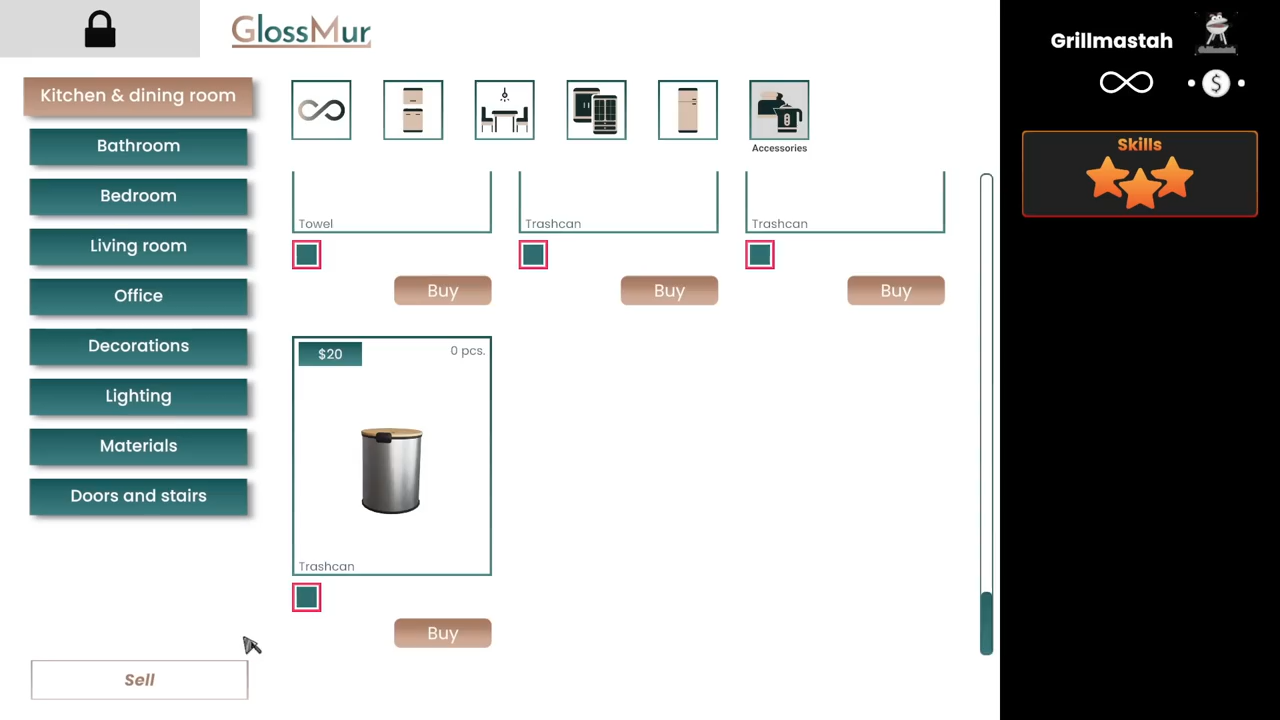 GlossMur
Grillmastah
$
Kitchen & dining room
Bathroom
Bedroom
Living room
Office
Decorations
Lighting
Materials
Doors and stairs
Sell
Accessories
Towel
Trashcan
Trashcan
Buy
Buy
Buy
$20
0 pcs.
Trashcan
Buy
Skills